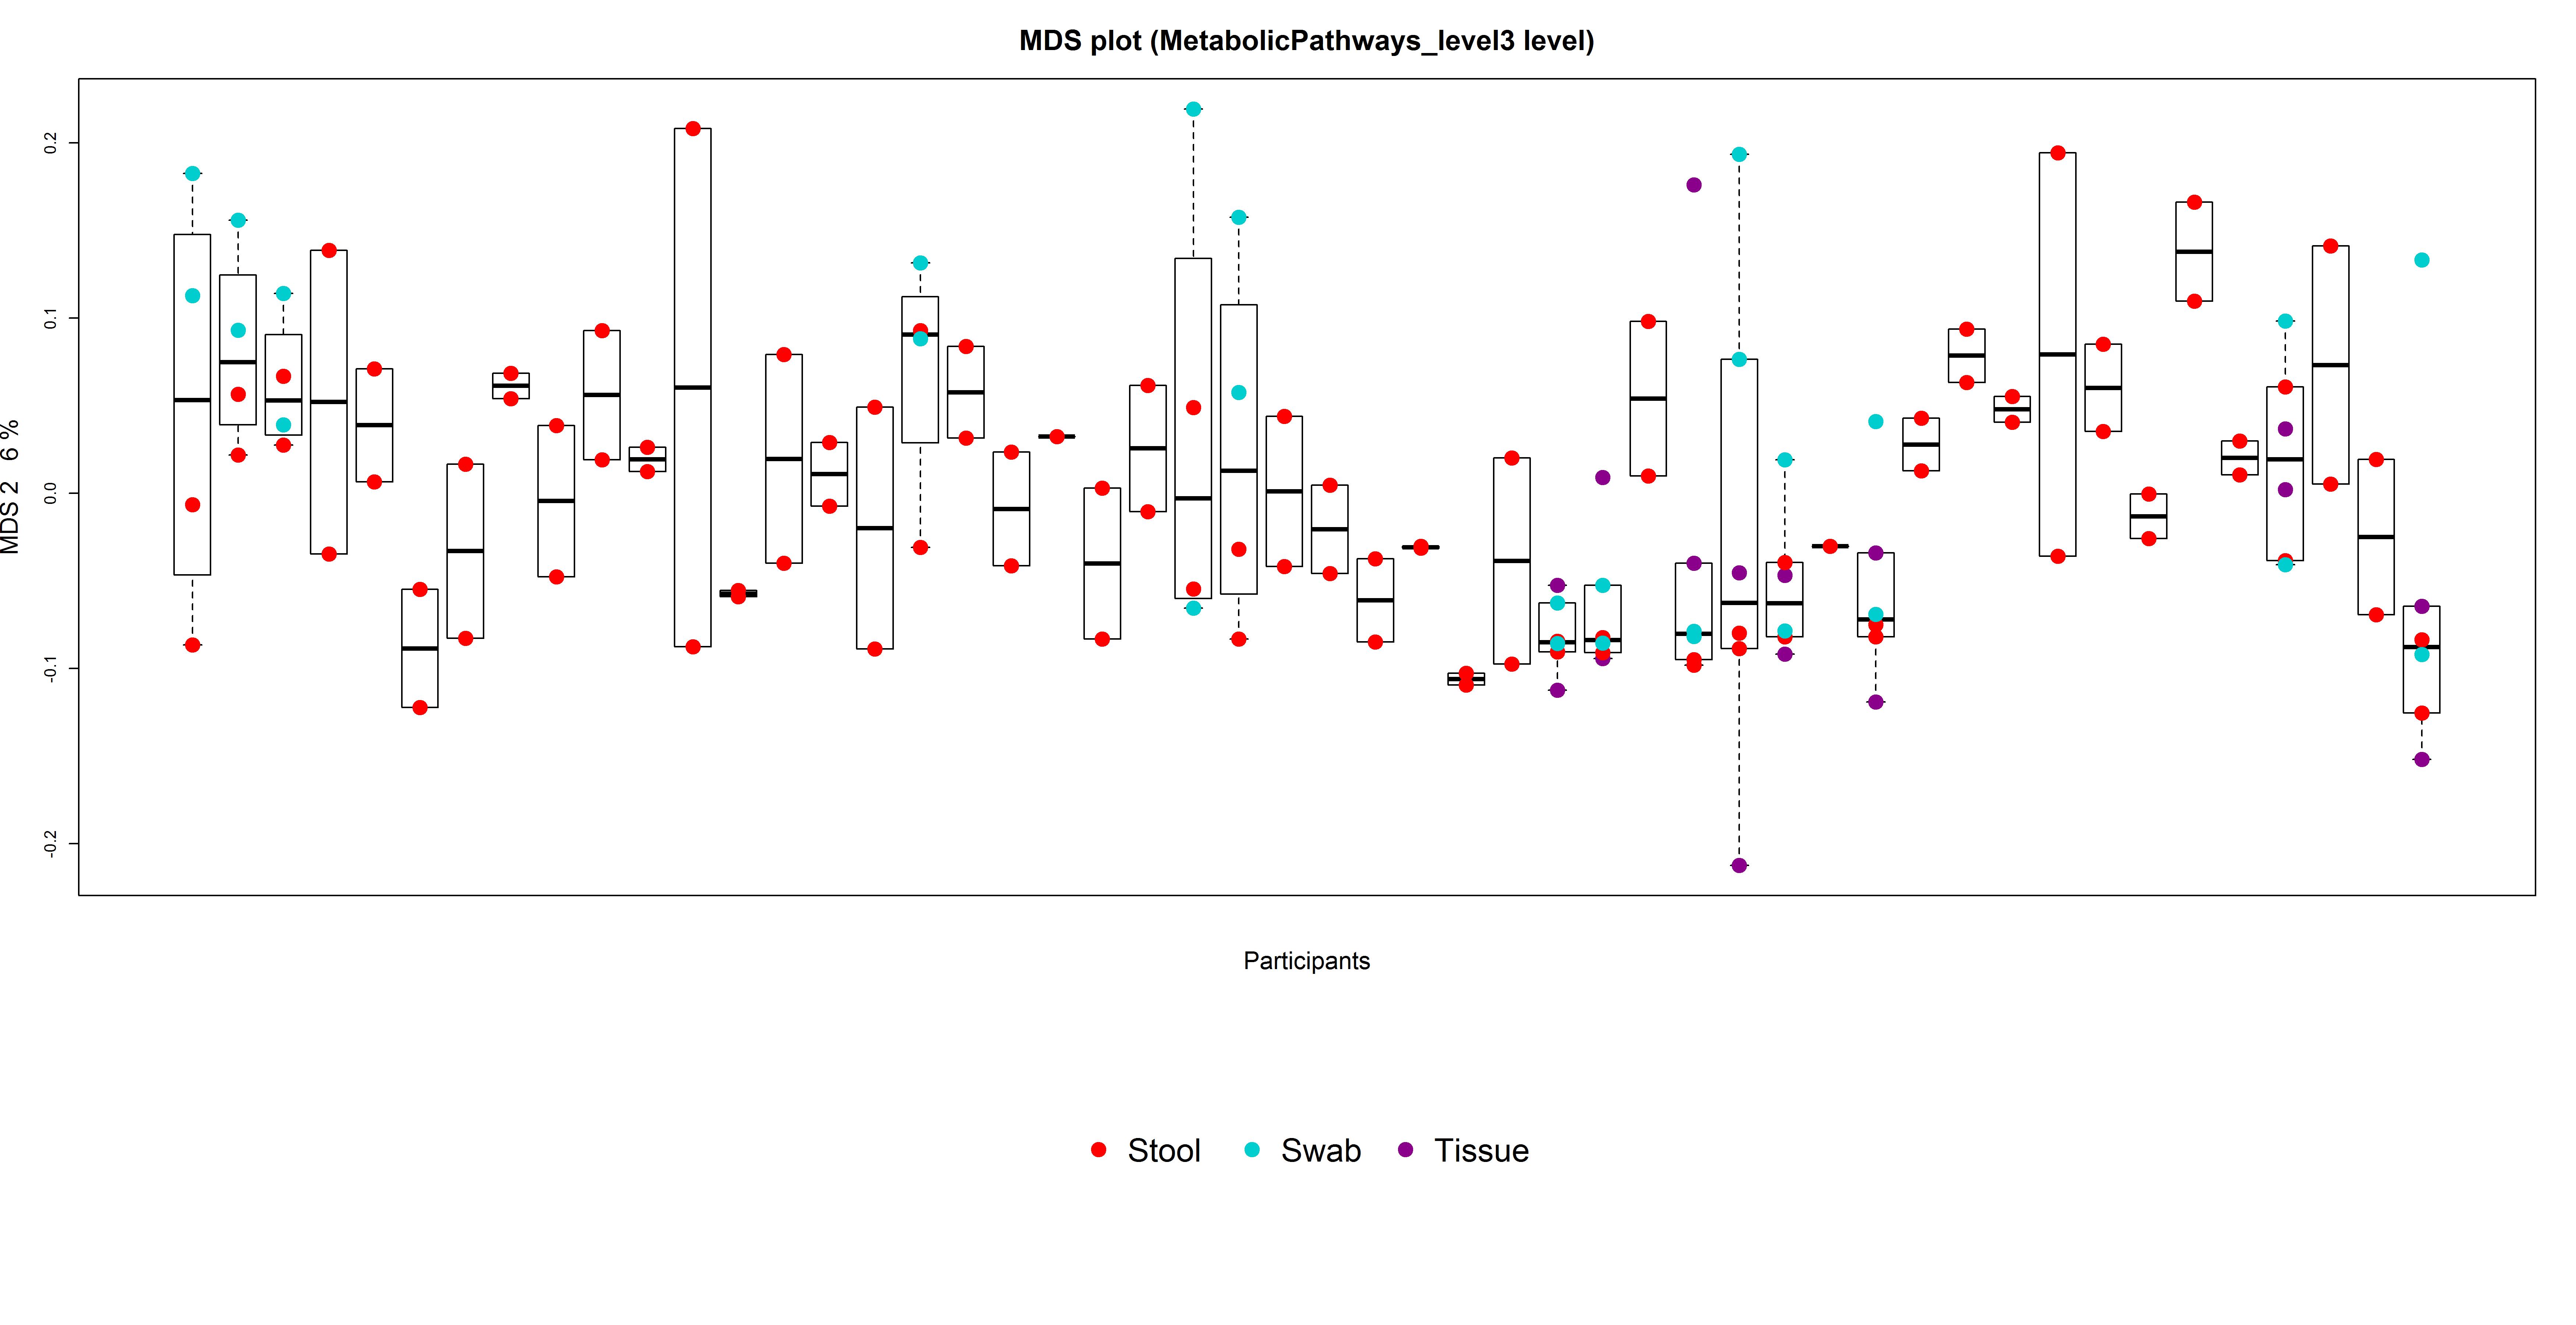 MDS plot (MetabolicPathways_level3 level)
0.2
0.1
0.0
-0.1
-0.2
MDS 2 6 %
Participants
Stool Swab Tissue